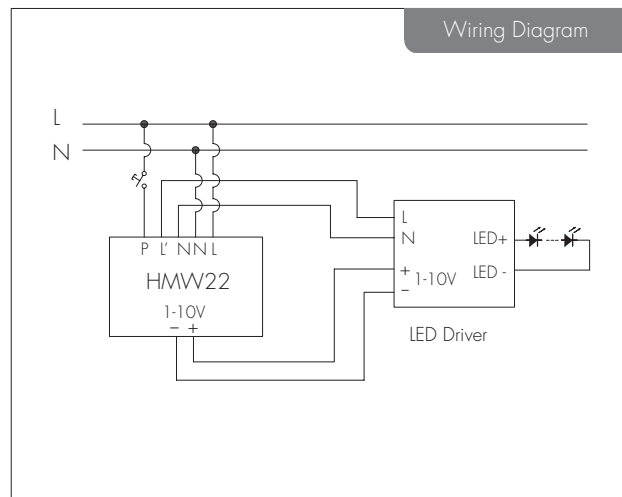 Wiring Diagram
L
N
P L' N N L
HMW22
1-10V
− +
L
N
+
−
1-10V
LED+
LED -
LED Driver